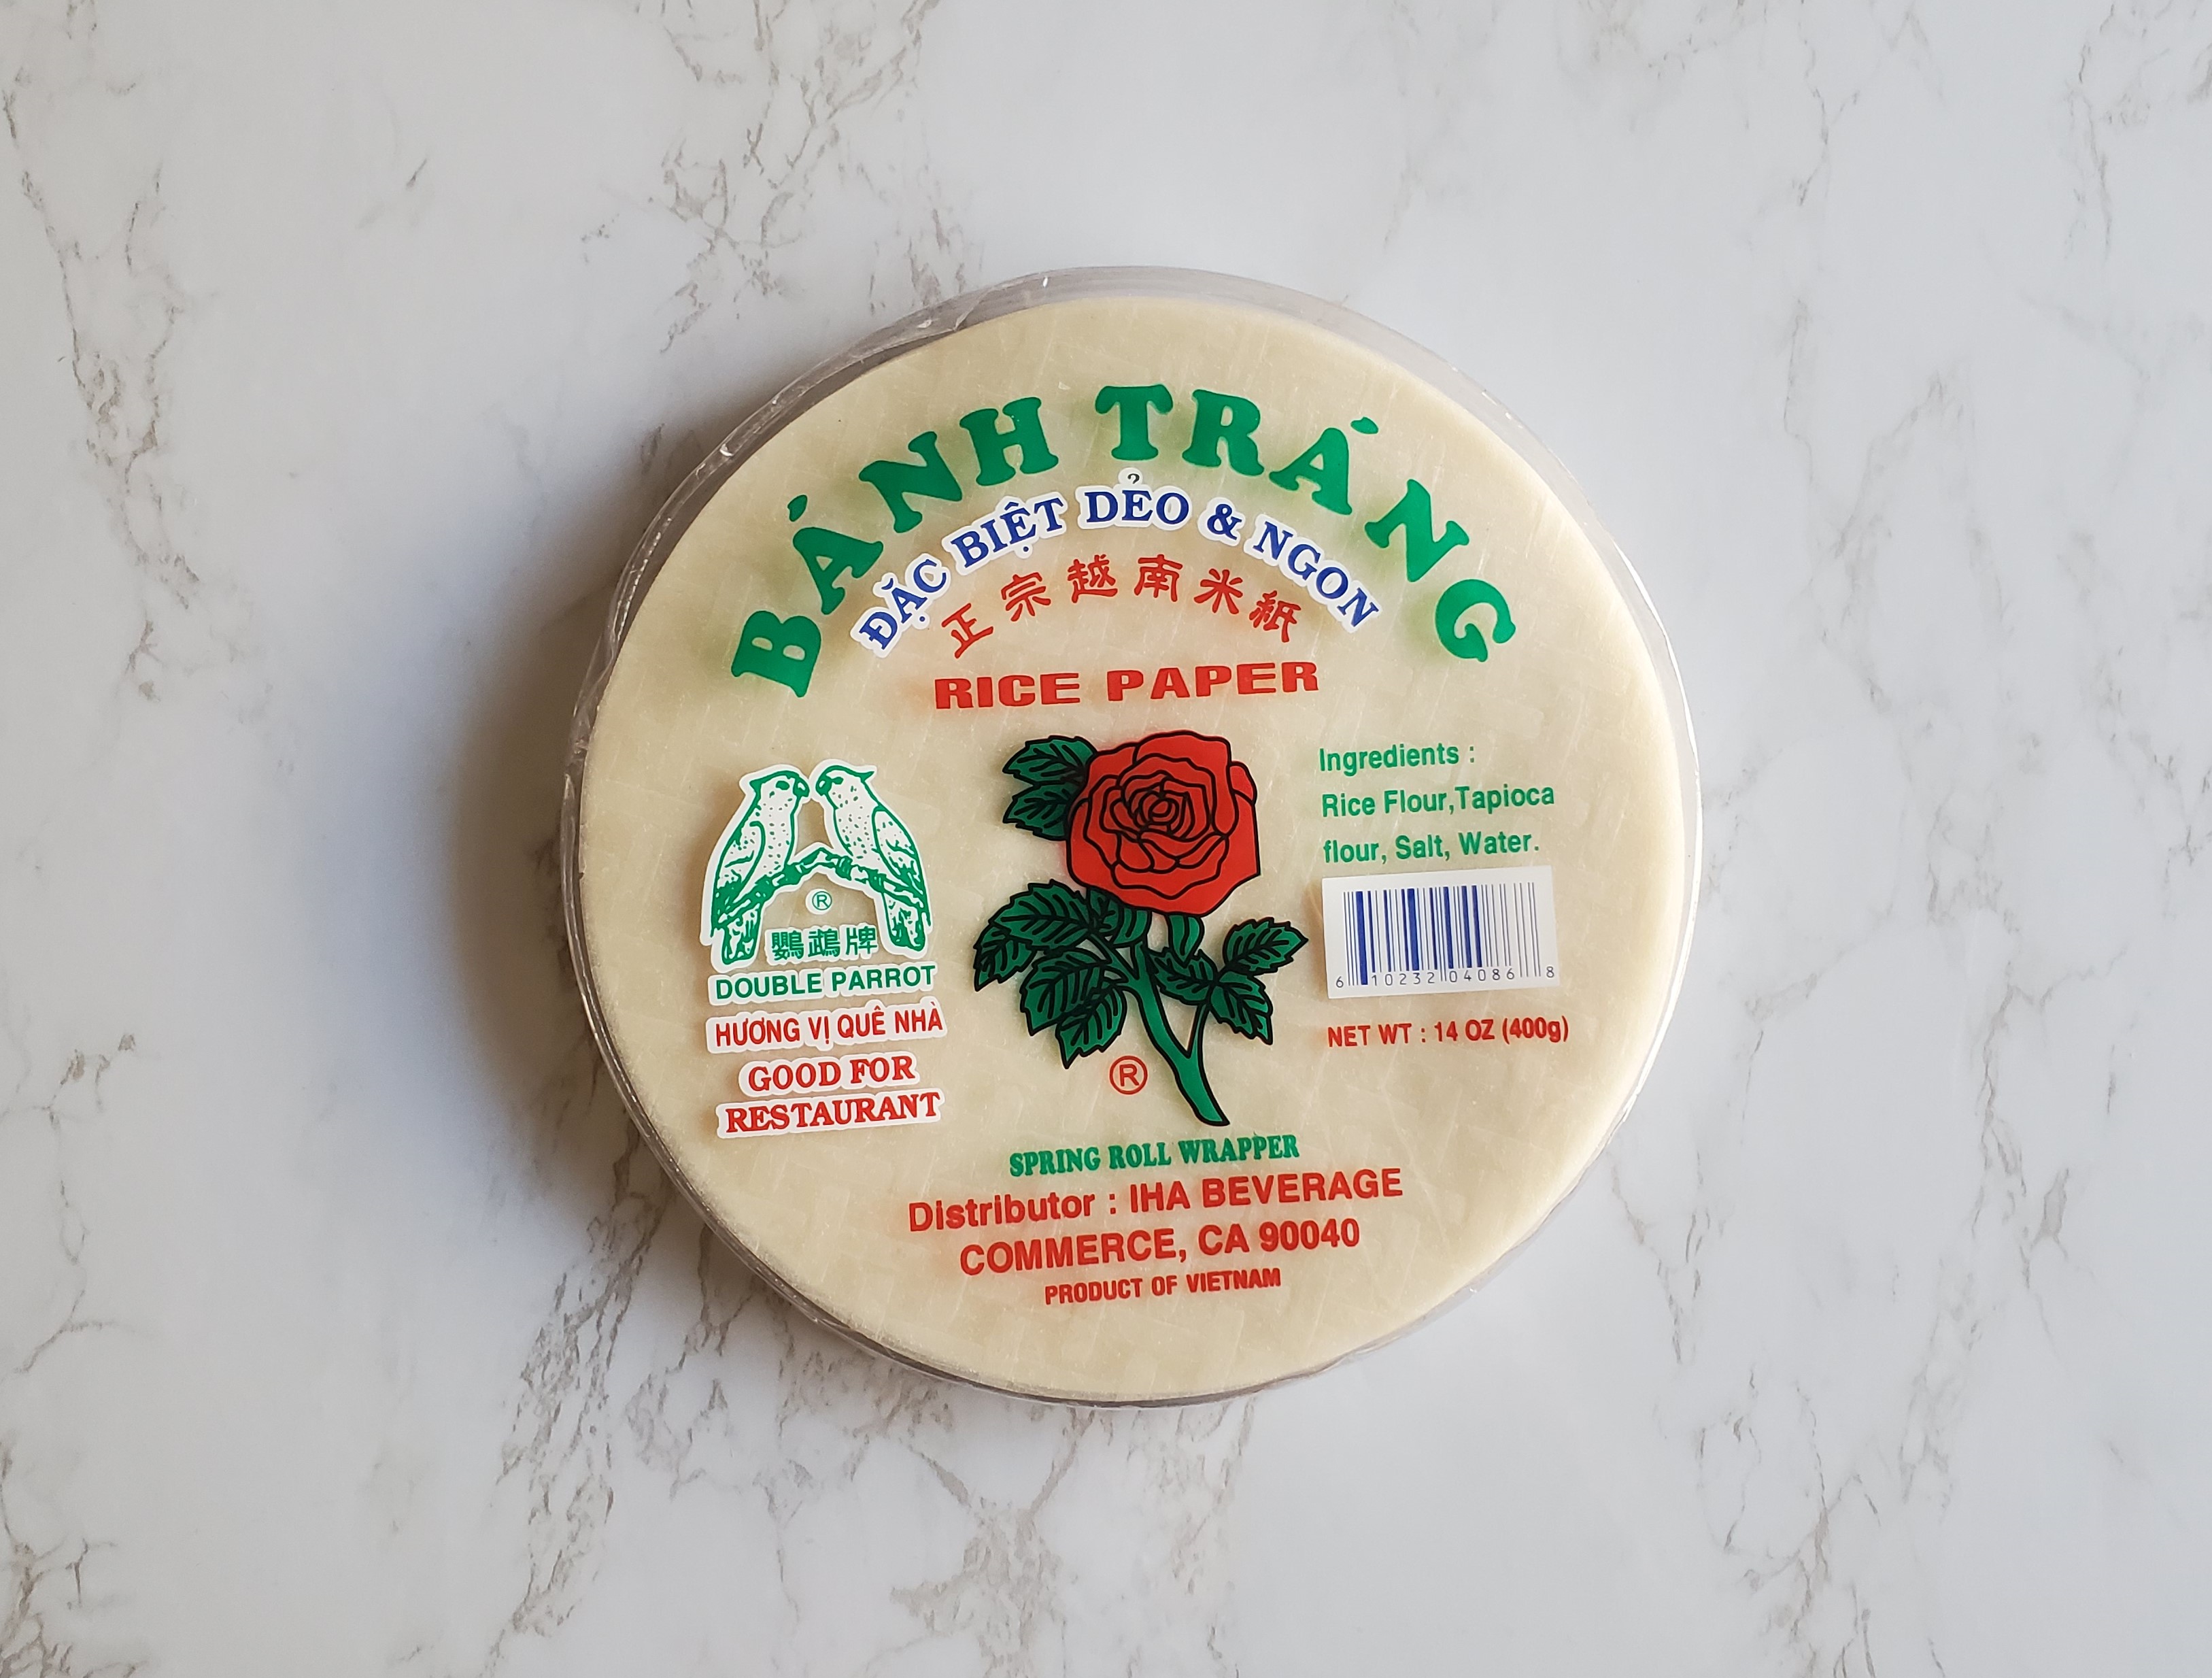 BÁNH TRÁNG
ĐẶC BIỆT DẺO & NGON
正宗越南米紙
RICE PAPER
®
鸚鵡牌
DOUBLE PARROT
HƯƠNG VỊ QUÊ NHÀ
GOOD FOR
RESTAURANT
®
Ingredients :
Rice Flour,Tapioca
flour, Salt, Water.
6 10232 04086 8
NET WT : 14 OZ (400g)
SPRING ROLL WRAPPER
Distributor : IHA BEVERAGE
COMMERCE, CA 90040
PRODUCT OF VIETNAM